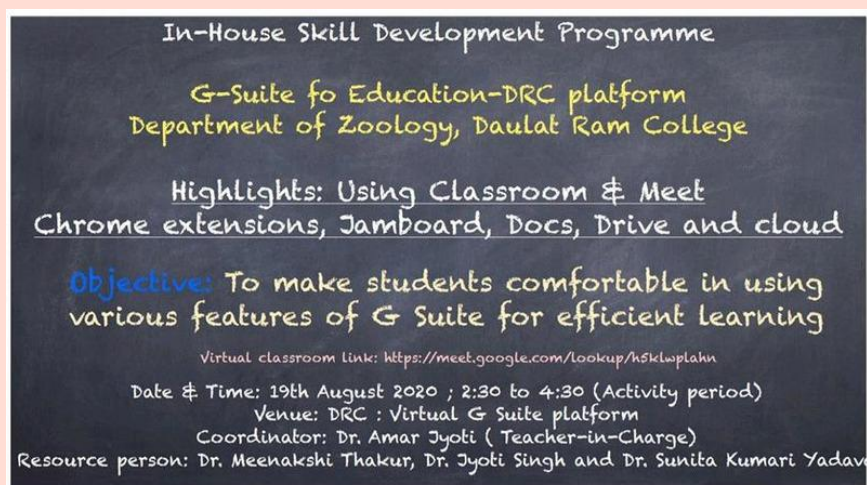 In-House Skill Development Programme
G-Suite fo Education-DRC platform
Department of Zoology, Daulat Ram College
Highlights: Using Classroom & Meet
Chrome extensions, Jamboard, Docs, Drive and cloud
Objective: To make students comfortable in using
various features of G Suite for efficient learning
Virtual classroom link: https://meet.google.com/lookup/h5klwplahn
Date & Time: 19th August 2020 ; 2:30 to 4:30 (Activity period)
Venue: DRC : Virtual G Suite platform
Coordinator: Dr. Amar Jyoti ( Teacher-in-Charge)
Resource person: Dr. Meenakshi Thakur, Dr. Jyoti Singh and Dr. Sunita Kumari Yadav